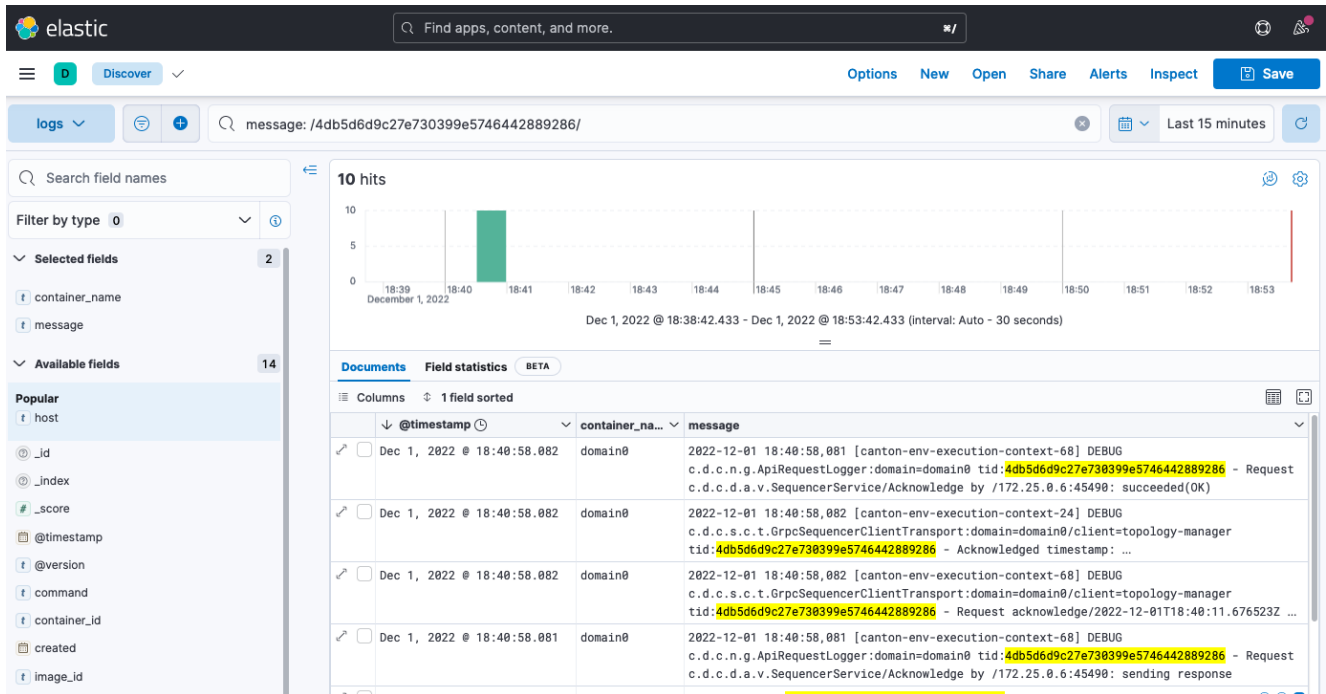 elastic
Find apps, content, and more.
⌘/
D
Discover
Options
New
Open
Share
Alerts
Inspect
Save
logs
message: /4db5d6d9c27e730399e5746442889286/
Last 15 minutes
Search field names
Filter by type 0
Selected fields 2
t container_name
t message
Available fields 14
Popular
t host
_id
_index
# _score
@timestamp
t @version
t command
t container_id
created
t image_id
10 hits
10
5
0
18:39 18:40 18:41 18:42 18:43 18:44 18:45 18:46 18:47 18:48 18:49 18:50 18:51 18:52 18:53
December 1, 2022
Dec 1, 2022 @ 18:38:42.433 - Dec 1, 2022 @ 18:53:42.433 (interval: Auto - 30 seconds)
Documents
Field statistics BETA
Columns
1 field sorted
@timestamp container_na... message
Dec 1, 2022 @ 18:40:58.082 domain0 2022-12-01 18:40:58,081 [canton-env-execution-context-68] DEBUG
c.d.c.n.g.ApiRequestLogger:domain=domain0 tid:4db5d6d9c27e730399e5746442889286 - Request
c.d.c.d.a.v.SequencerService/Acknowledge by /172.25.0.6:45490: succeeded(OK)
Dec 1, 2022 @ 18:40:58.082 domain0 2022-12-01 18:40:58,082 [canton-env-execution-context-24] DEBUG
c.d.c.s.c.t.GrpcSequencerClientTransport:domain=domain0/client=topology-manager
tid:4db5d6d9c27e730399e5746442889286 - Acknowledged timestamp: …
Dec 1, 2022 @ 18:40:58.082 domain0 2022-12-01 18:40:58,082 [canton-env-execution-context-68] DEBUG
c.d.c.s.c.t.GrpcSequencerClientTransport:domain=domain0/client=topology-manager
tid:4db5d6d9c27e730399e5746442889286 - Request acknowledge/2022-12-01T18:40:11.676523Z …
Dec 1, 2022 @ 18:40:58.081 domain0 2022-12-01 18:40:58,081 [canton-env-execution-context-68] DEBUG
c.d.c.n.g.ApiRequestLogger:domain=domain0 tid:4db5d6d9c27e730399e5746442889286 - Request
c.d.c.d.a.v.SequencerService/Acknowledge by /172.25.0.6:45490: sending response